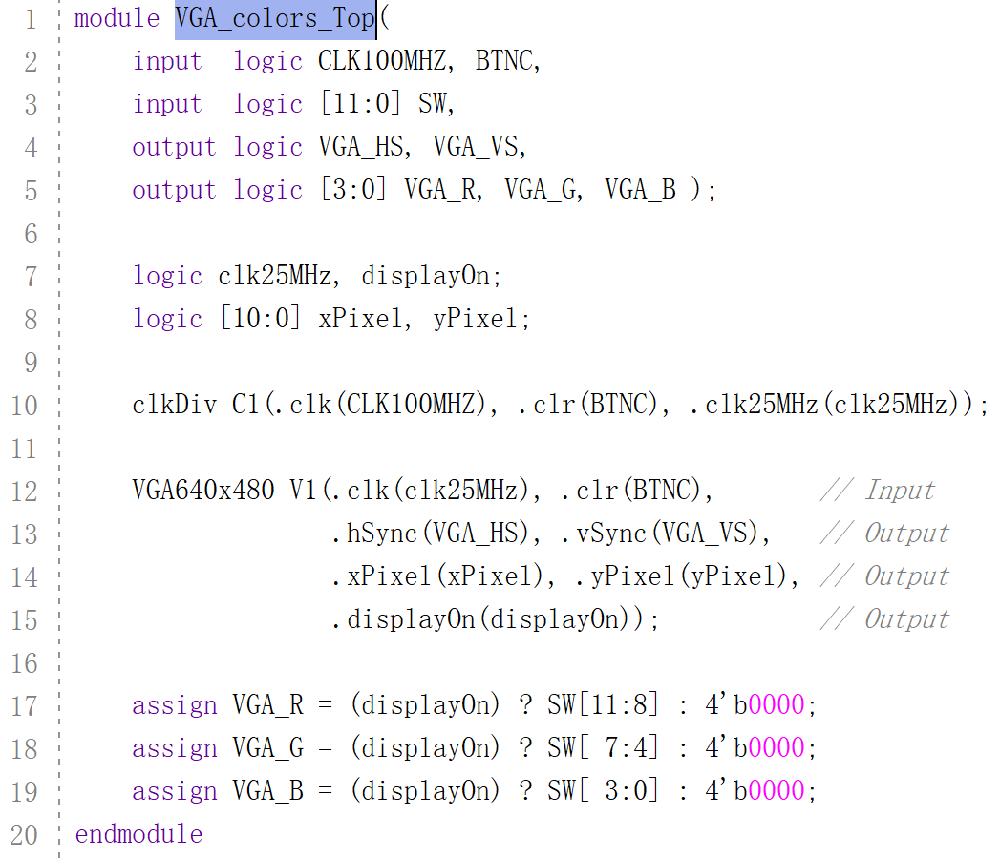 1 module VGA_colors_Top(
2     input  logic CLK100MHZ, BTNC,
3     input  logic [11:0] SW,
4     output logic VGA_HS, VGA_VS,
5     output logic [3:0] VGA_R, VGA_G, VGA_B );
6
7     logic clk25MHz, displayOn;
8     logic [10:0] xPixel, yPixel;
9
10     clkDiv C1(.clk(CLK100MHZ), .clr(BTNC), .clk25MHz(clk25MHz));
11
12     VGA640x480 V1(.clk(clk25MHz), .clr(BTNC),       // Input
13                   .hSync(VGA_HS), .vSync(VGA_VS),   // Output
14                   .xPixel(xPixel), .yPixel(yPixel), // Output
15                   .displayOn(displayOn));           // Output
16
17     assign VGA_R = (displayOn) ? SW[11:8] : 4'b0000;
18     assign VGA_G = (displayOn) ? SW[ 7:4] : 4'b0000;
19     assign VGA_B = (displayOn) ? SW[ 3:0] : 4'b0000;
20 endmodule